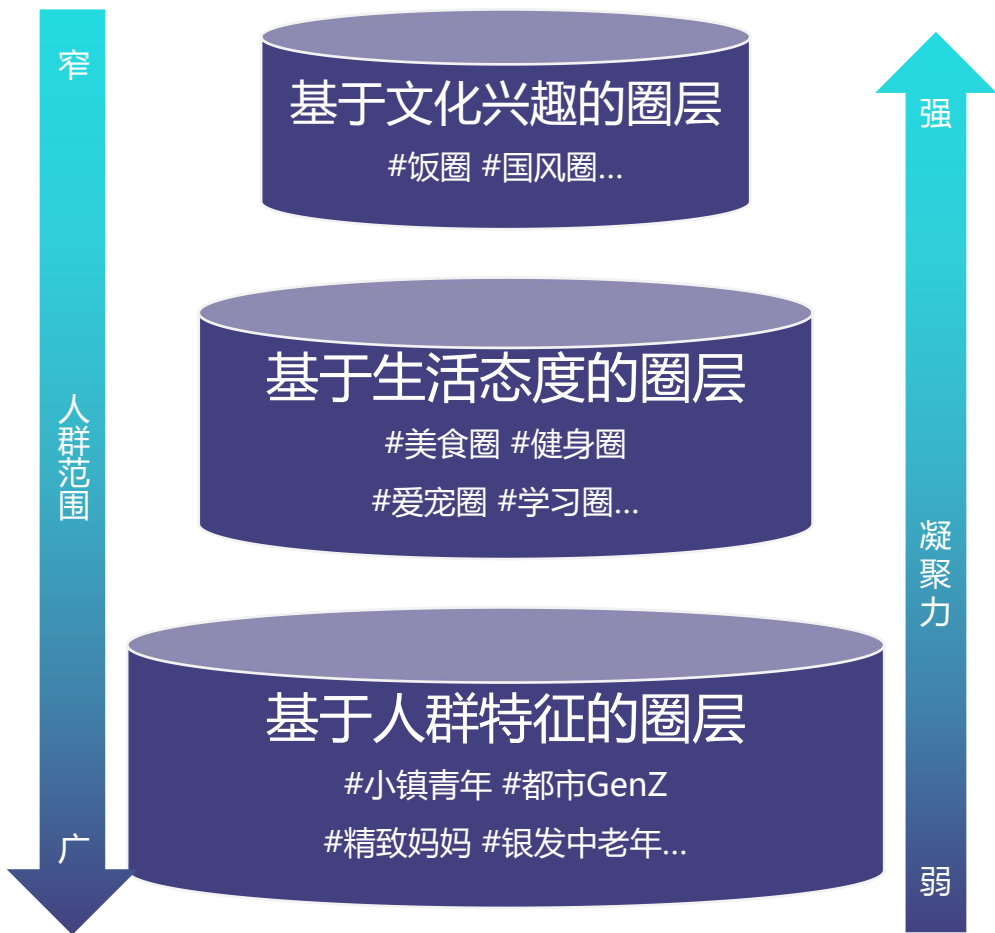 窄
人群范围
广
基于文化兴趣的圈层
#饭圈 #国风圈...
基于生活态度的圈层
#美食圈 #健身圈
#爱宠圈 #学习圈...
基于人群特征的圈层
#小镇青年 #都市GenZ
#精致妈妈 #银发中老年...
强
凝聚力
弱